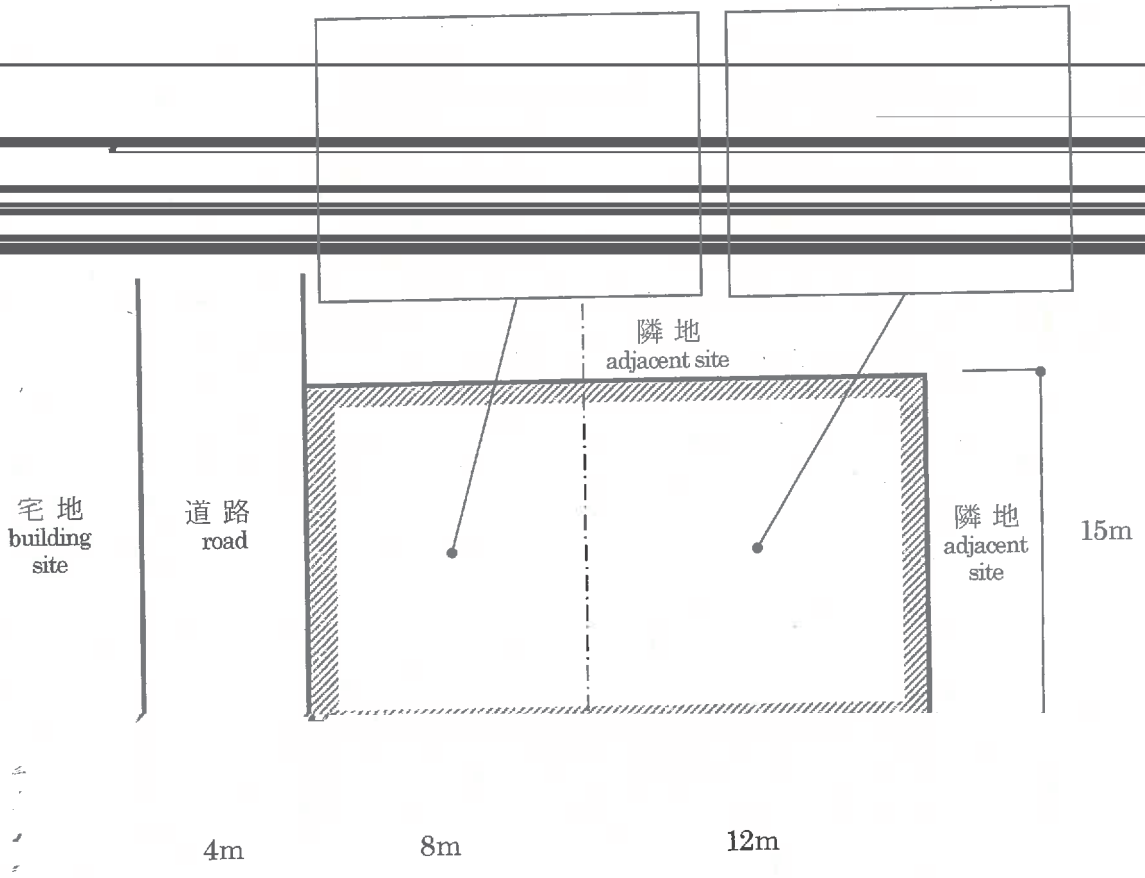 隣地
adjacent site
宅地
building
site
道路
road
隣地
adjacent
site
15m
4m
8m
12m